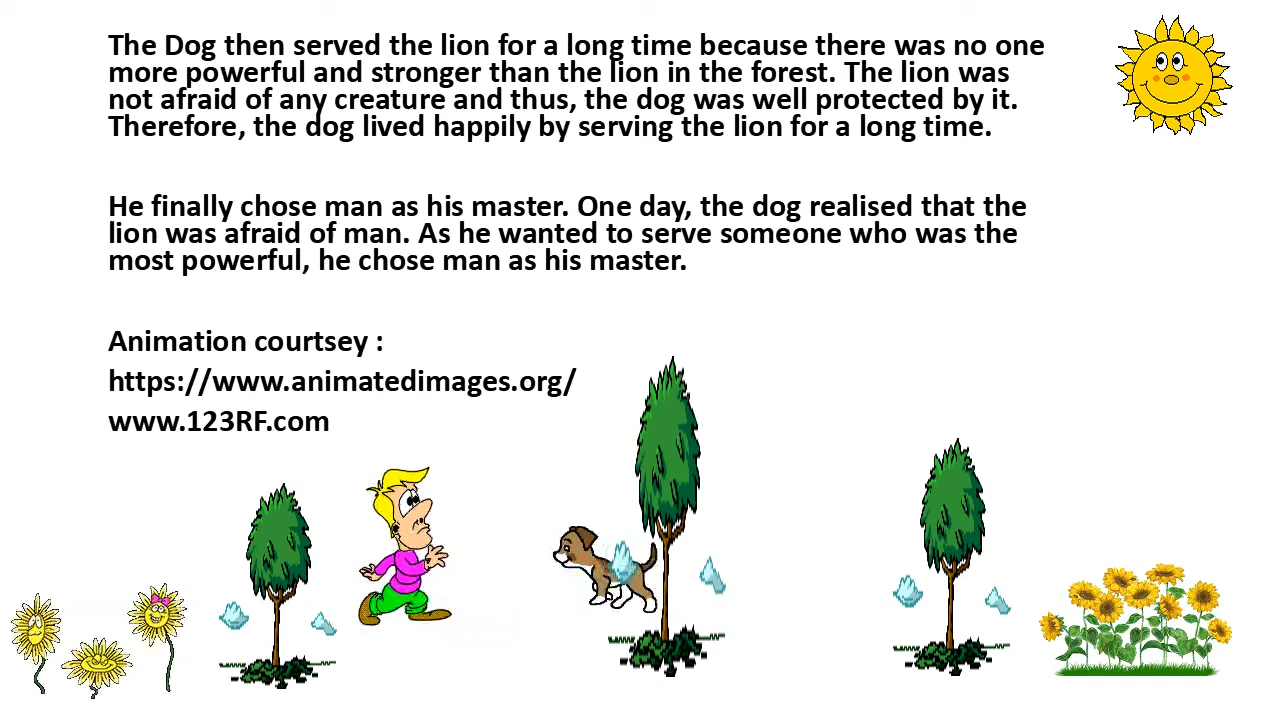 The Dog then served the lion for a long time because there was no one
more powerful and stronger than the lion in the forest. The lion was
not afraid of any creature and thus, the dog was well protected by it.
Therefore, the dog lived happily by serving the lion for a long time.
He finally chose man as his master. One day, the dog realised that the
lion was afraid of man. As he wanted to serve someone who was the
most powerful, he chose man as his master.
Animation courtsey :
https://www.animatedimages.org/
www.123RF.com